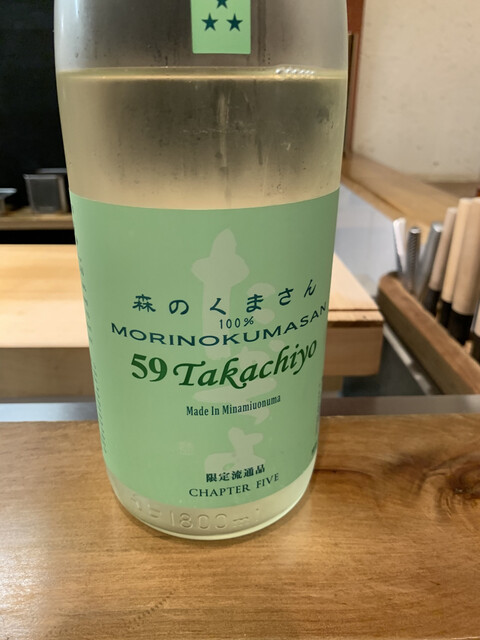 森のくまさん
100%
MORINOKUMASAN
59 Takachiyo
Made In Minamiuonuma
限定流通品
CHAPTER FIVE
1800ml